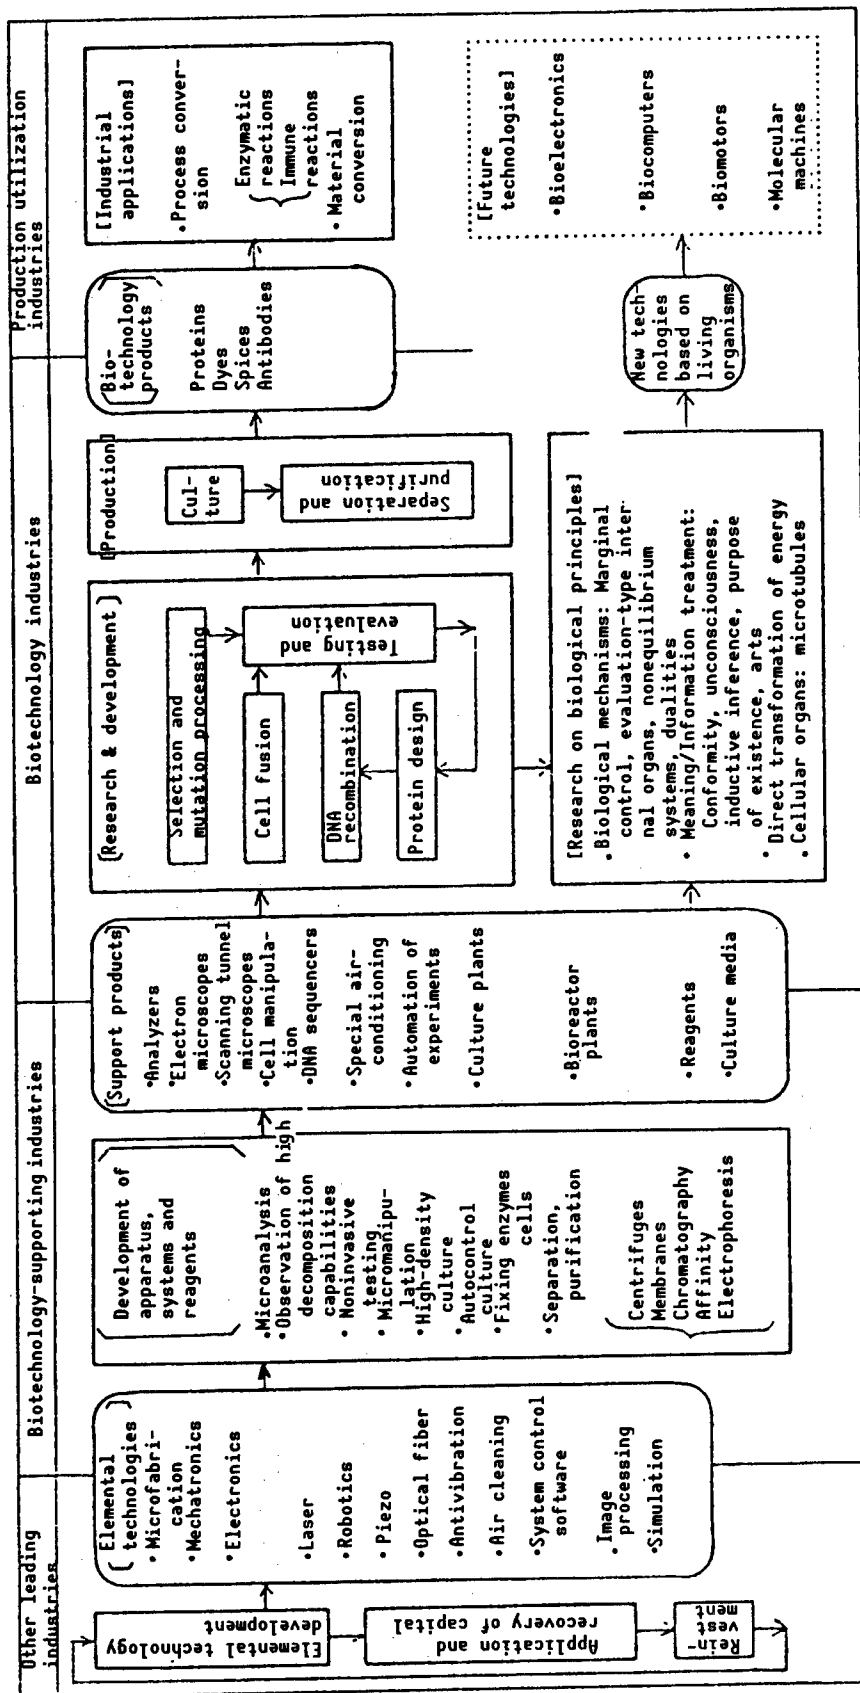 Other leading
industries
Biotechnology-supporting industries
Biotechnology industries
Production utilization
industries
Elemental technology
development
Application and
recovery of capital
Rein-
vest
ment
[Elemental
technologies]
•Microfabri-
cation
•Mechatronics
•Electronics
•Laser
•Robotics
•Piezo
•Optical fiber
•Antivibration
•Air cleaning
•System control
software
•Image
processing
•Simulation
Development of
apparatus,
systems and
reagents
•Microanalysis
•Observation of high
decomposition
capabilities
•Noninvasive
testing
•Micromanipu-
lation
•High-density
culture
•Autocontrol
culture
•Fixing enzymes
cells
•Separation,
purification
Centrifuges
Membranes
Chromatography
Affinity
Electrophoresis
[Support products]
•Analyzers
•Electron
microscopes
•Scanning tunnel
microscopes
•Cell manipula-
tion
•DNA sequencers
•Special air-
conditioning
•Automation of
experiments
•Culture plants
•Bioreactor
plants
•Reagents
•Culture media
[Research & development]
Selection and
mutation processing
Cell fusion
DNA
recombination
Protein design
Testing and
evaluation
[Production]
Cul-
ture
Separation and
purification
[Bio-
technology
products]
Proteins
Dyes
Spices
Antibodies
[Industrial
applications]
•Process conver-
sion
Enzymatic
reactions
Immune
reactions
•Material
conversion
[Research on biological principles]
•Biological mechanisms: Marginal
control, evaluation-type inter-
nal organs, nonequilibrium
systems, dualities
•Meaning/Information treatment:
Conformity, unconsciousness,
inductive inference, purpose
of existence, arts
•Direct transformation of energy
•Cellular organs: microtubules
New tech-
nologies
based on
living
organisms
[Future
technologies]
•Bioelectronics
•Biocomputers
•Biomotors
•Molecular
machines